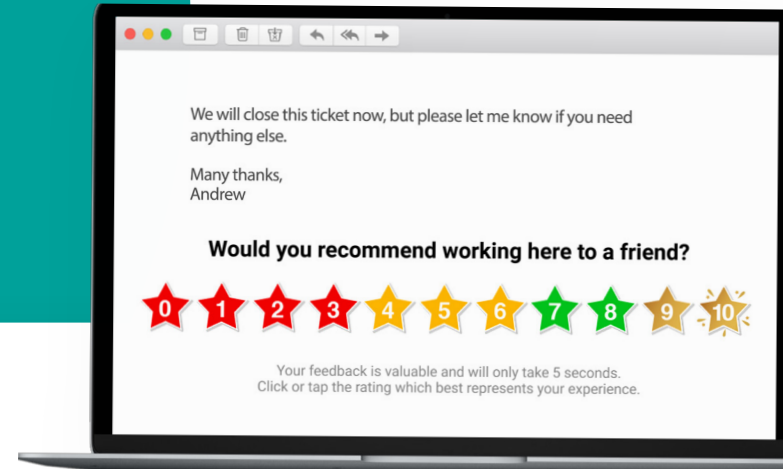 We will close this ticket now, but please let me know if you need
anything else.
Many thanks,
Andrew
Would you recommend working here to a friend?
0 1 2 3 4 5 6 7 8 9 10
Your feedback is valuable and will only take 5 seconds.
Click or tap the rating which best represents your experience.